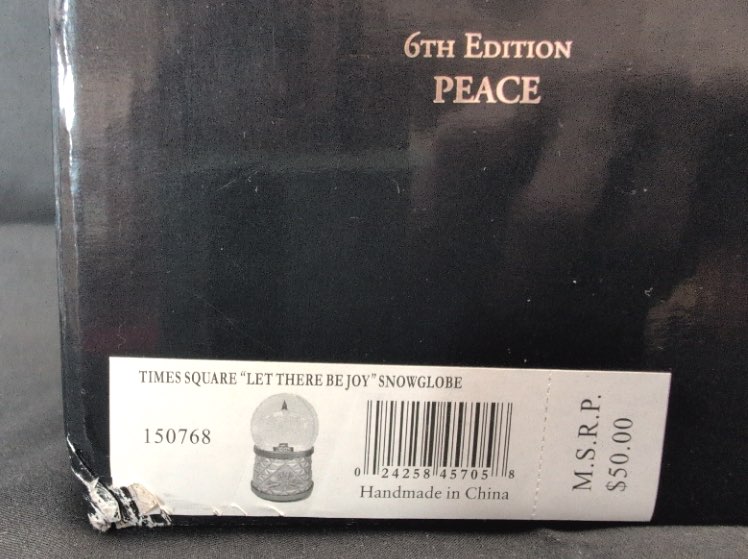 6TH EDITION
PEACE
TIMES SQUARE “LET THERE BE JOY” SNOWGLOBE
150768
0 24258 45705 8
Handmade in China
M.S.R.P.
$50.00